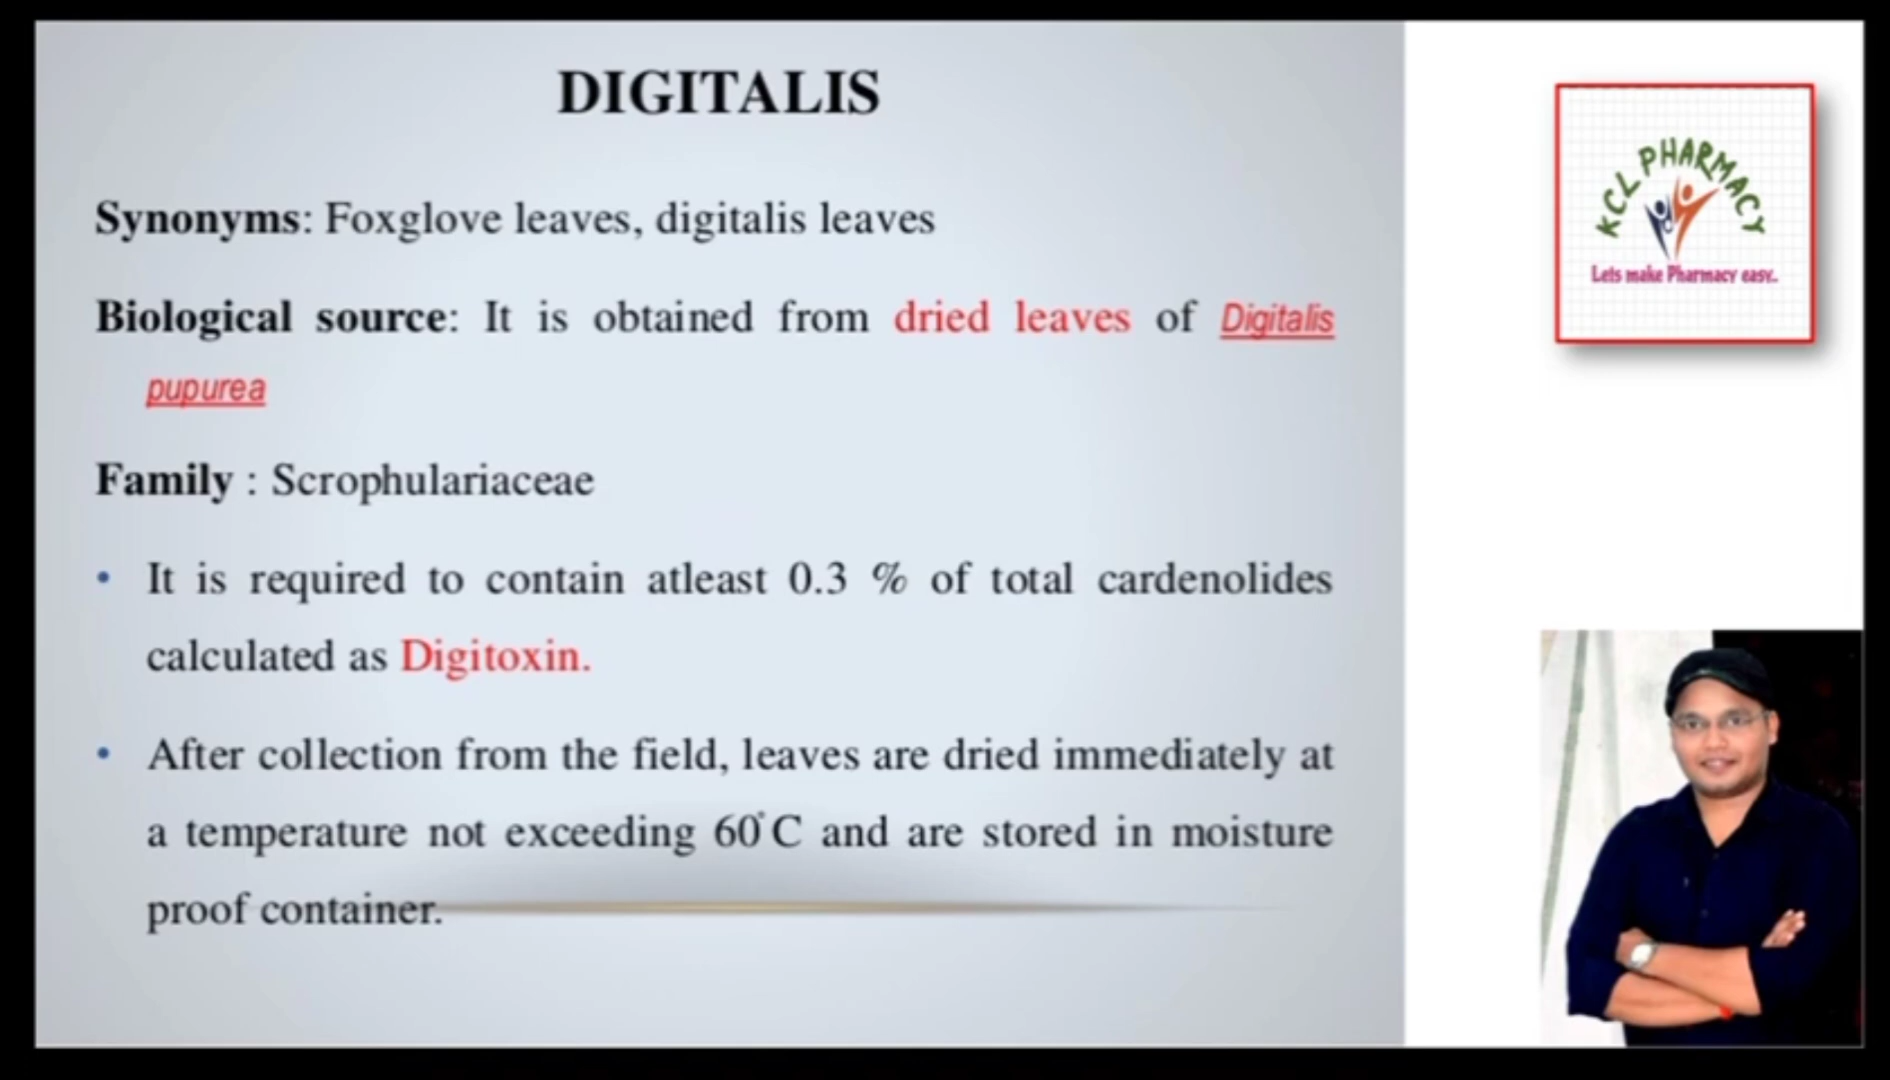 DIGITALIS
Synonyms: Foxglove leaves, digitalis leaves
Biological source: It is obtained from dried leaves of Digitalis
pupurea
Family : Scrophulariaceae
• It is required to contain atleast 0.3 % of total cardenolides
calculated as Digitoxin.
• After collection from the field, leaves are dried immediately at
a temperature not exceeding 60°C and are stored in moisture
proof container.
KCL PHARMACY
Lets make Pharmacy easy..